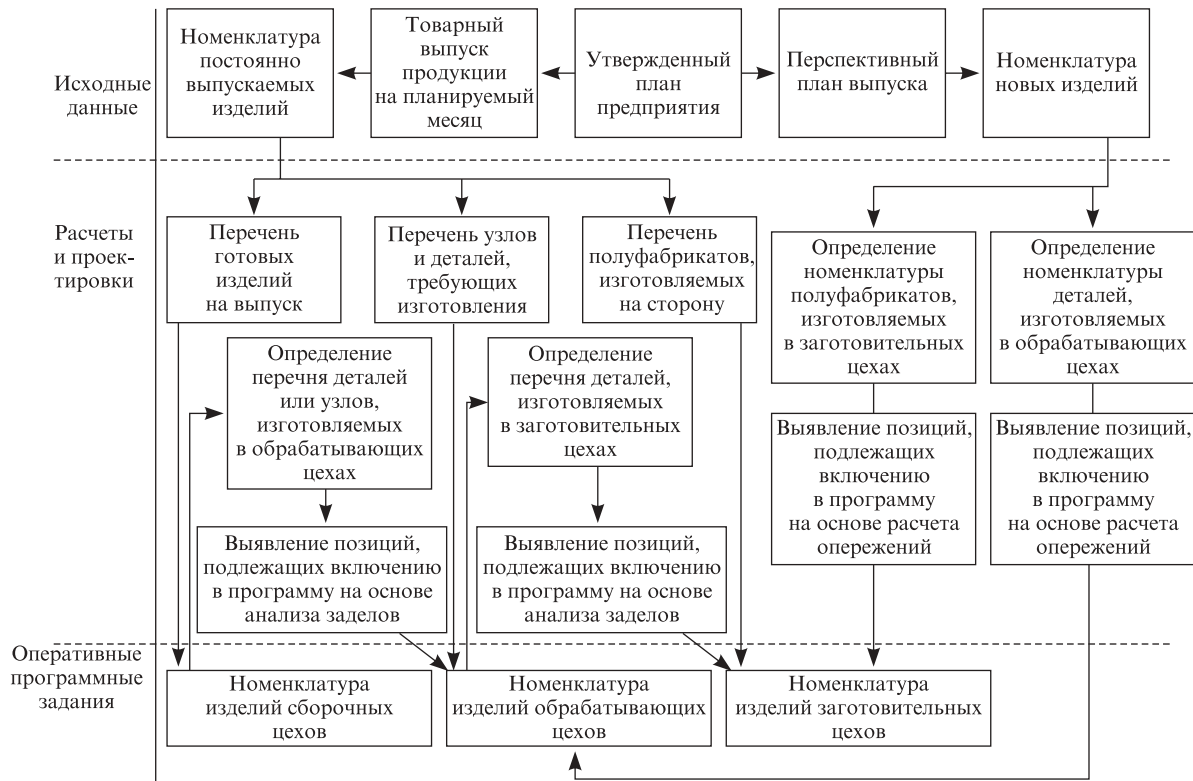 Исходные
данные
Номенклатура
постоянно
выпускаемых
изделий
Товарный
выпуск
продукции
на планируемый
месяц
Утвержденный
план
предприятия
Перспективный
план выпуска
Номенклатура
новых изделий
Расчеты
и проек-
тировки
Перечень
готовых
изделий
на выпуск
Перечень узлов
и деталей,
требующих
изготовления
Перечень
полуфабрикатов,
изготовляемых
на сторону
Определение
номенклатуры
полуфабрикатов,
изготовляемых
в заготовительных
цехах
Определение
номенклатуры
деталей,
изготовляемых
в обрабатывающих
цехах
Определение
перечня деталей
или узлов,
изготовляемых
в обрабатывающих
цехах
Определение
перечня деталей,
изготовляемых
в заготовительных
цехах
Выявление позиций,
подлежащих
включению
в программу
на основе расчета
опережений
Выявление позиций,
подлежащих
включению
в программу
на основе расчета
опережений
Выявление позиций,
подлежащих включению
в программу на основе
анализа заделов
Выявление позиций,
подлежащих включению
в программу на основе
анализа заделов
Оперативные
программные
задания
Номенклатура
изделий сборочных
цехов
Номенклатура
изделий обрабатывающих
цехов
Номенклатура
изделий заготовительных
цехов